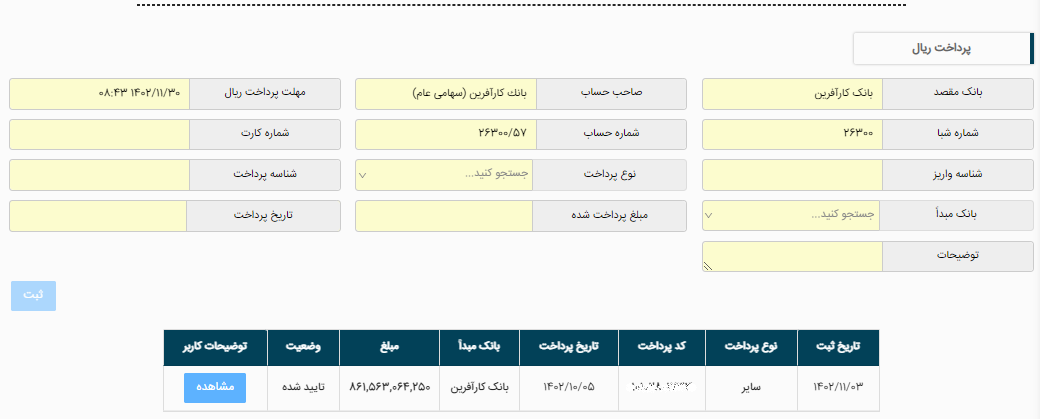 پرداخت ریال
بانک مقصد بانک کارآفرین صاحب حساب بانك كارآفرین (سهامی عام) مهلت پرداخت ریال ۱۴۰۲/۱۱/۳۰ ۰۸:۴۳
شماره شبا ۲۶۳۰۰ شماره حساب ۲۶۳۰۰/۵۷ شماره کارت
شناسه واریز نوع پرداخت جستجو کنید... شناسه پرداخت
بانک مبدأ جستجو کنید... مبلغ پرداخت شده تاریخ پرداخت
توضیحات
ثبت
تاریخ ثبت نوع پرداخت کد پرداخت تاریخ پرداخت بانک مبدأ مبلغ وضعیت توضیحات کاربر
۱۴۰۲/۱۱/۰۳ سایر ۱۴۰۲/۱۰/۰۵ بانک کارآفرین ۸۶۱,۵۶۳,۰۶۴,۲۵۰ تایید شده مشاهده